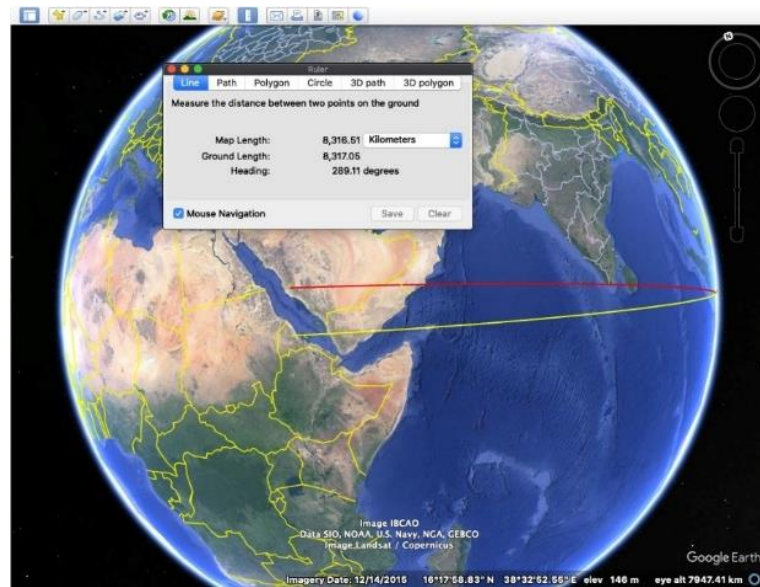 Ruler
Line Path Polygon Circle 3D path 3D polygon
Measure the distance between two points on the ground
Map Length: 8,316.51 Kilometers
Ground Length: 8,317.05
Heading: 289.11 degrees
Mouse Navigation Save Clear
Image IBCAO
Data SIO, NOAA, U.S. Navy, NGA, GEBCO
Image Landsat / Copernicus
Google Earth
Imagery Date: 12/14/2015 16°17'58.83" N 38°32'52.55" E elev 146 m eye alt 7947.41 km